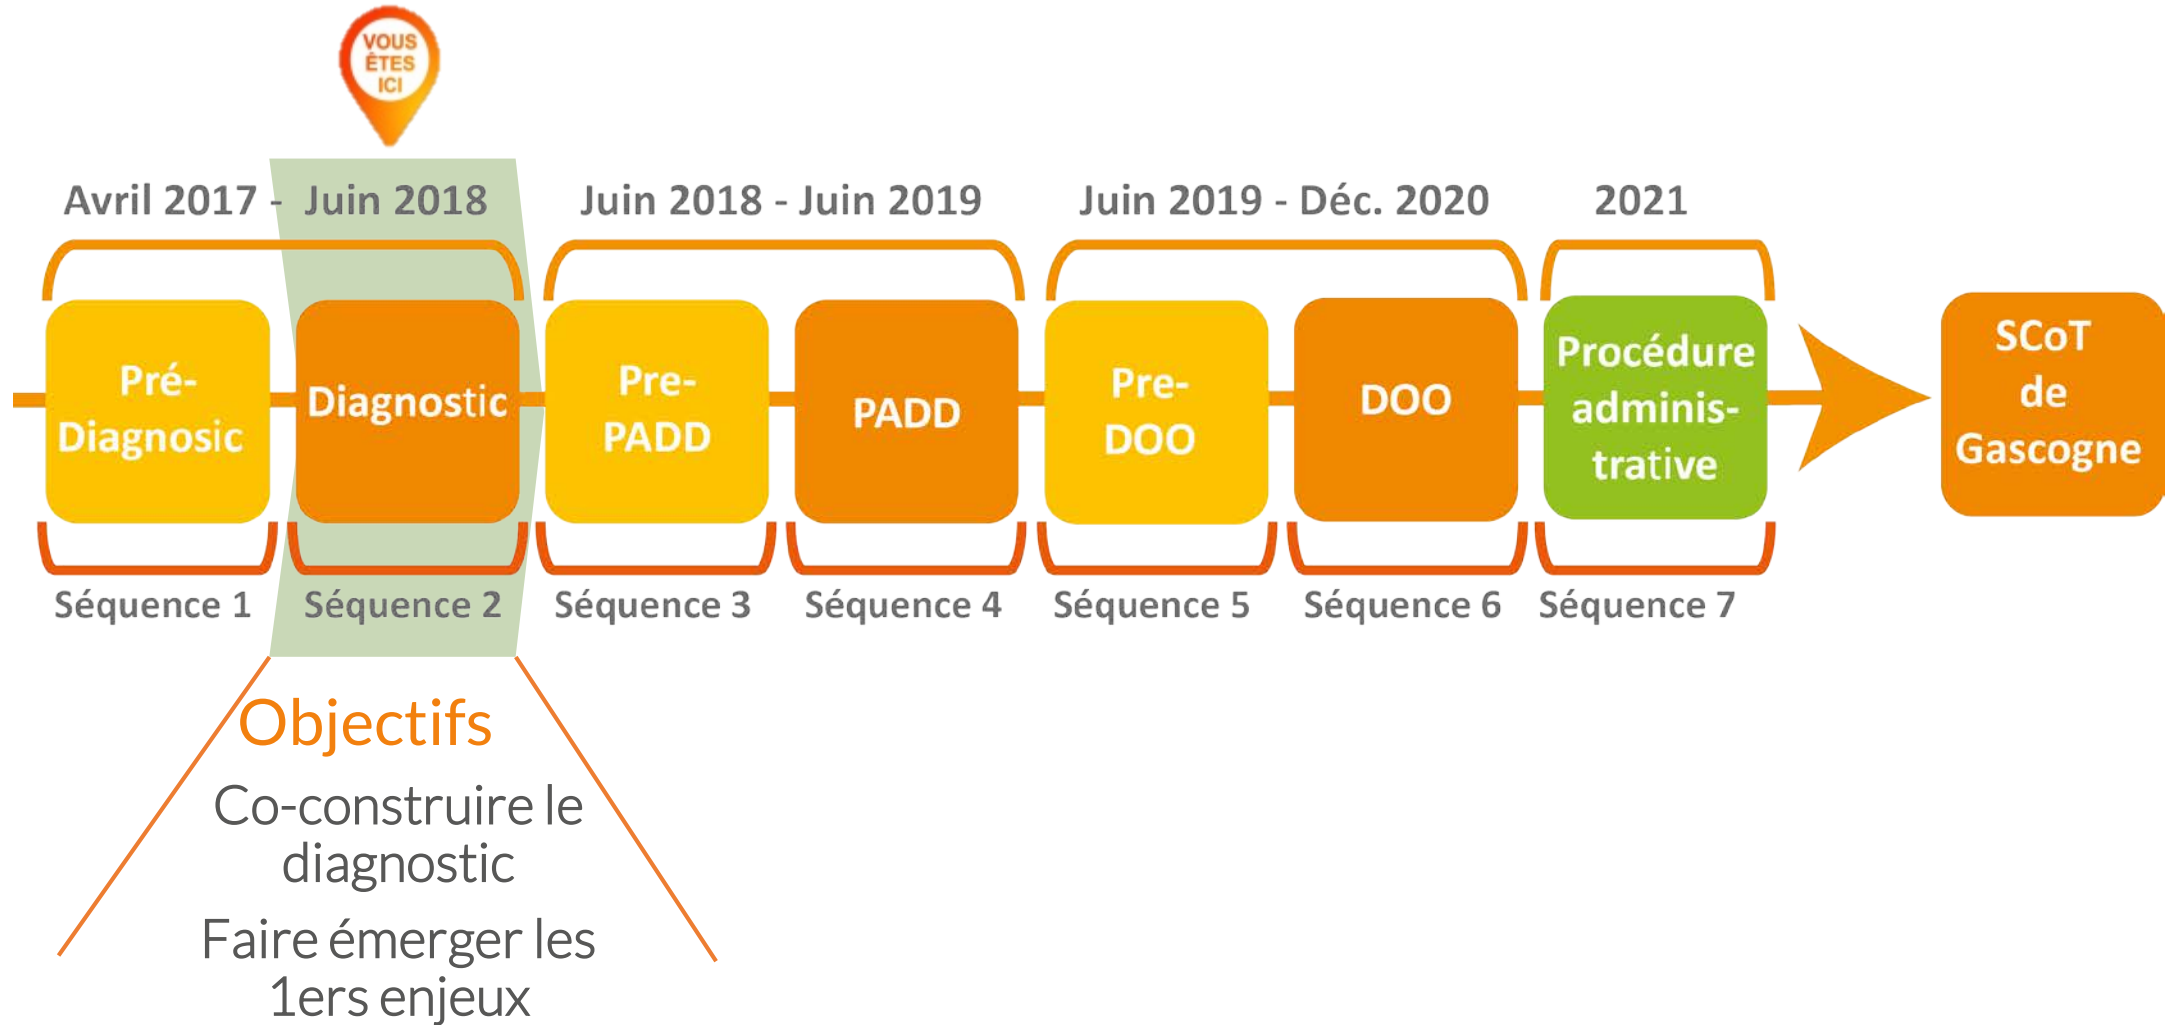 VOUS
ÊTES
ICI
Avril 2017 - Juin 2018
Juin 2018 - Juin 2019
Juin 2019 - Déc. 2020
2021
Pré-
Diagnosic
Diagnostic
Pre-
PADD
PADD
Pre-
DOO
DOO
Procédure
adminis-
trative
SCoT
de
Gascogne
Séquence 1
Séquence 2
Séquence 3
Séquence 4
Séquence 5
Séquence 6
Séquence 7
Objectifs
Co-construire le
diagnostic
Faire émerger les
1ers enjeux